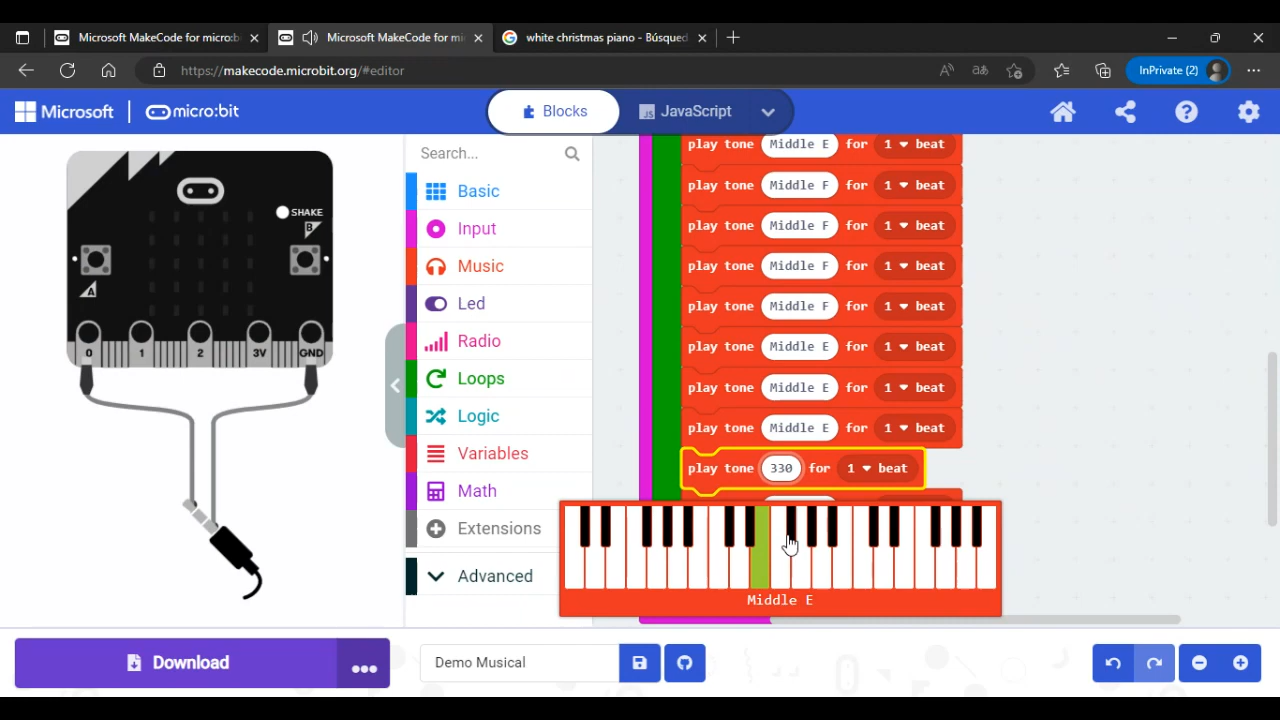 Microsoft MakeCode for micro:b
Microsoft MakeCode for mi
white christmas piano - Búsqued
https://makecode.microbit.org/#editor
InPrivate (2)
Microsoft
micro:bit
Blocks
JavaScript
SHAKE
B
A
0
1
2
3V
GND
Search...
Basic
Input
Music
Led
Radio
Loops
Logic
Variables
Math
Extensions
Advanced
play tone Middle E for 1 beat
play tone Middle F for 1 beat
play tone Middle F for 1 beat
play tone Middle F for 1 beat
play tone Middle F for 1 beat
play tone Middle E for 1 beat
play tone Middle E for 1 beat
play tone Middle E for 1 beat
play tone 330 for 1 beat
Middle E
Download
Demo Musical